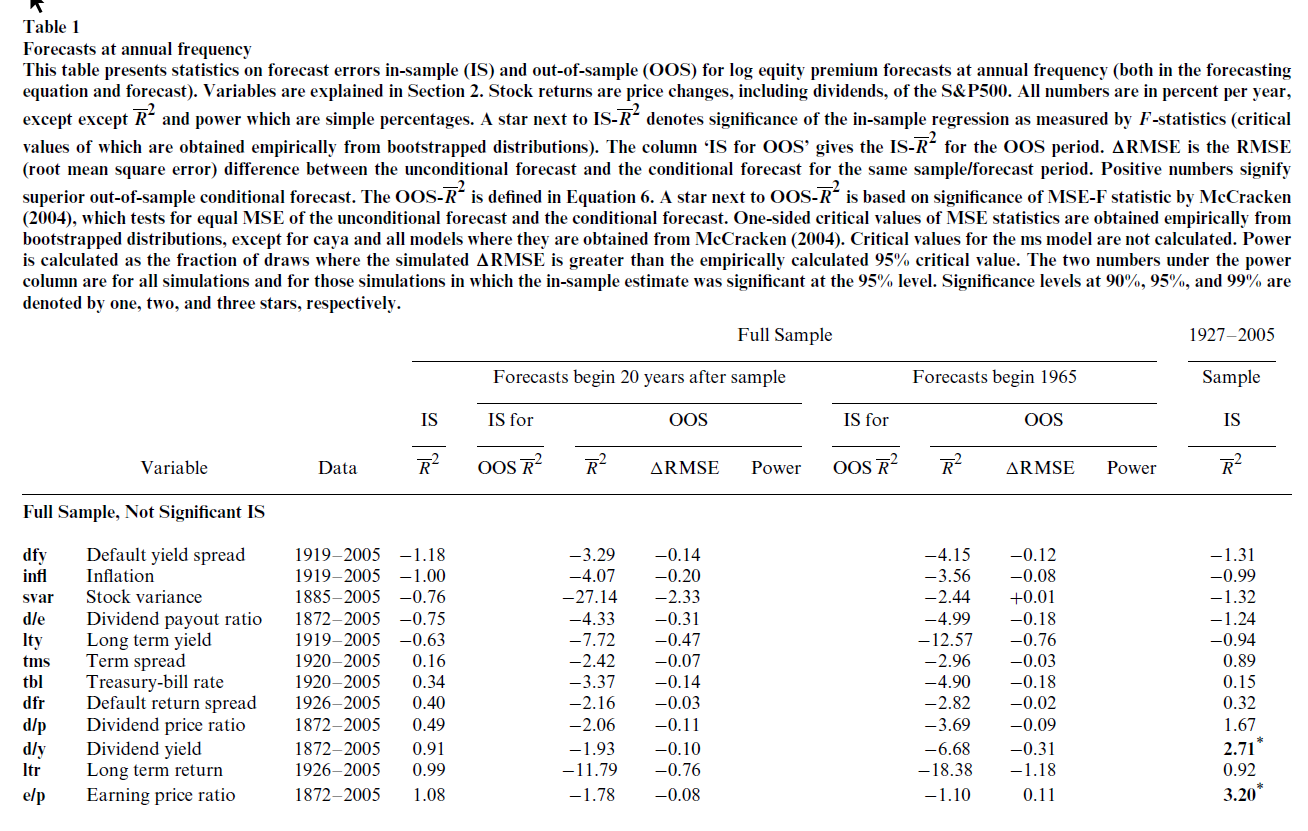 Table 1
Forecasts at annual frequency
This table presents statistics on forecast errors in-sample (IS) and out-of-sample (OOS) for log equity premium forecasts at annual frequency (both in the forecasting
equation and forecast). Variables are explained in Section 2. Stock returns are price changes, including dividends, of the S&P500. All numbers are in percent per year,
except except R̅² and power which are simple percentages. A star next to IS-R̅² denotes significance of the in-sample regression as measured by F-statistics (critical
values of which are obtained empirically from bootstrapped distributions). The column ‘IS for OOS’ gives the IS-R̅² for the OOS period. ΔRMSE is the RMSE
(root mean square error) difference between the unconditional forecast and the conditional forecast for the same sample/forecast period. Positive numbers signify
superior out-of-sample conditional forecast. The OOS-R̅² is defined in Equation 6. A star next to OOS-R̅² is based on significance of MSE-F statistic by McCracken
(2004), which tests for equal MSE of the unconditional forecast and the conditional forecast. One-sided critical values of MSE statistics are obtained empirically from
bootstrapped distributions, except for caya and all models where they are obtained from McCracken (2004). Critical values for the ms model are not calculated. Power
is calculated as the fraction of draws where the simulated ΔRMSE is greater than the empirically calculated 95% critical value. The two numbers under the power
column are for all simulations and for those simulations in which the in-sample estimate was significant at the 95% level. Significance levels at 90%, 95%, and 99% are
denoted by one, two, and three stars, respectively.
Full Sample 1927–2005
Forecasts begin 20 years after sample Forecasts begin 1965 Sample
IS IS for OOS IS for OOS IS
Variable Data R̅² OOS R̅² R̅² ΔRMSE Power OOS R̅² R̅² ΔRMSE Power R̅²
Full Sample, Not Significant IS
dfy Default yield spread 1919–2005 −1.18 −3.29 −0.14 −4.15 −0.12 −1.31
infl Inflation 1919–2005 −1.00 −4.07 −0.20 −3.56 −0.08 −0.99
svar Stock variance 1885–2005 −0.76 −27.14 −2.33 −2.44 +0.01 −1.32
d/e Dividend payout ratio 1872–2005 −0.75 −4.33 −0.31 −4.99 −0.18 −1.24
lty Long term yield 1919–2005 −0.63 −7.72 −0.47 −12.57 −0.76 −0.94
tms Term spread 1920–2005 0.16 −2.42 −0.07 −2.96 −0.03 0.89
tbl Treasury-bill rate 1920–2005 0.34 −3.37 −0.14 −4.90 −0.18 0.15
dfr Default return spread 1926–2005 0.40 −2.16 −0.03 −2.82 −0.02 0.32
d/p Dividend price ratio 1872–2005 0.49 −2.06 −0.11 −3.69 −0.09 1.67
d/y Dividend yield 1872–2005 0.91 −1.93 −0.10 −6.68 −0.31 2.71*
ltr Long term return 1926–2005 0.99 −11.79 −0.76 −18.38 −1.18 0.92
e/p Earning price ratio 1872–2005 1.08 −1.78 −0.08 −1.10 0.11 3.20*